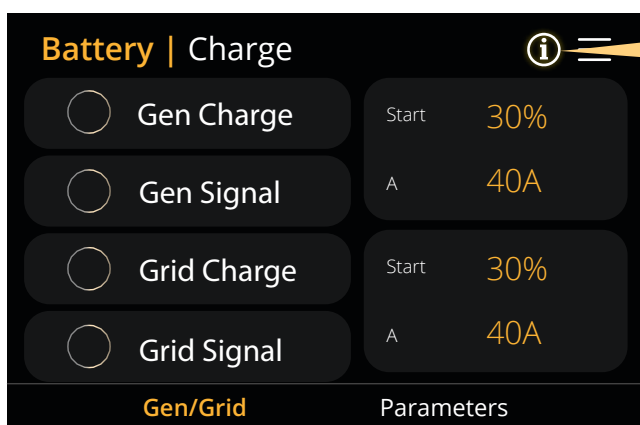 Battery | Charge
Gen Charge
Start 30%
Gen Signal
A 40A
Grid Charge
Start 30%
Grid Signal
A 40A
Gen/Grid Parameters